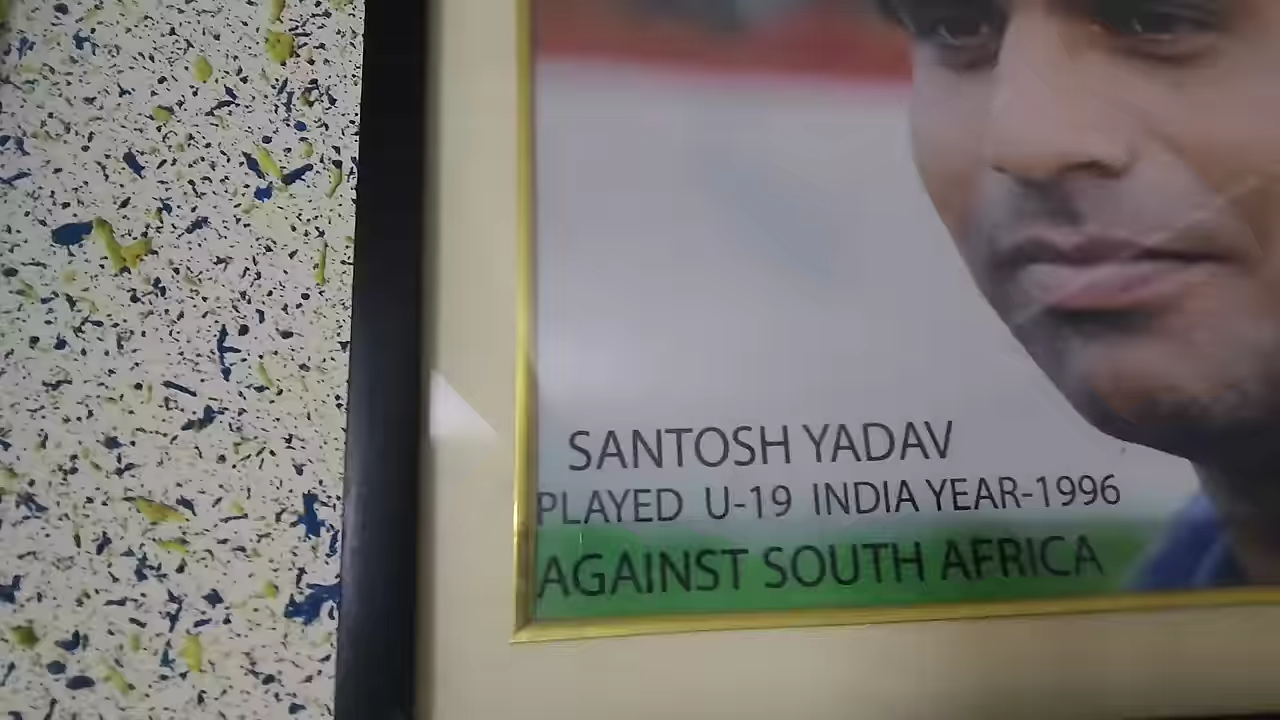 SANTOSH YADAV
PLAYED U-19 INDIA YEAR-1996
AGAINST SOUTH AFRICA